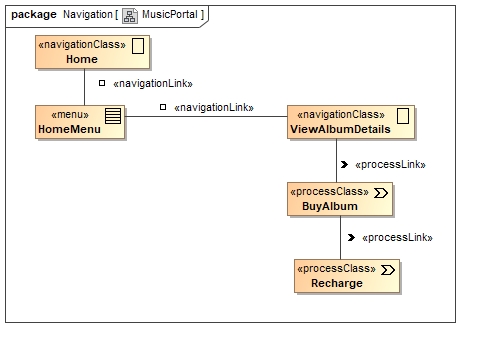 package Navigation [ MusicPortal ]
«navigationClass»
Home
«navigationLink»
«menu»
HomeMenu
«navigationLink»
«navigationClass»
ViewAlbumDetails
«processLink»
«processClass»
BuyAlbum
«processLink»
«processClass»
Recharge